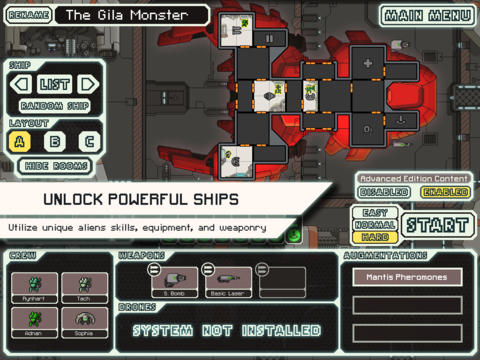 RENAME The Gila Monster MAIN MENU
SHIP
LIST
RANDOM SHIP
LAYOUT
A B C
HIDE ROOMS
Advanced Edition Content
DISABLED ENABLED
UNLOCK POWERFUL SHIPS
Utilize unique aliens skills, equipment, and weaponry
EASY
NORMAL
HARD
START
CREW WEAPONS AUGMENTATIONS
Rynhart Tach S. Bomb Basic Laser Mantis Pheromones
DRONES
Adnan Sophia SYSTEM NOT INSTALLED